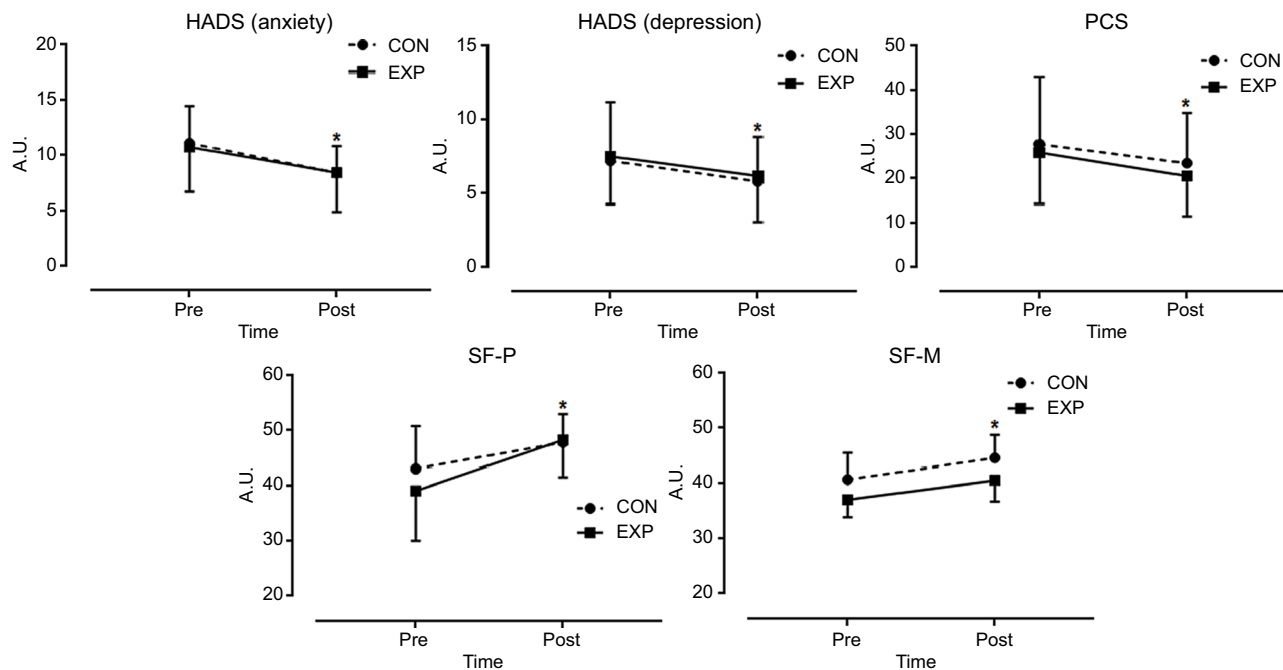 HADS (anxiety)
20
15
10
5
0
A.U.
CON
EXP
*
Pre
Post
Time
HADS (depression)
15
10
5
0
A.U.
CON
EXP
*
Pre
Post
Time
PCS
50
40
30
20
10
0
A.U.
CON
EXP
*
Pre
Post
Time
SF-P
60
50
40
30
20
A.U.
*
CON
EXP
Pre
Post
Time
SF-M
60
50
40
30
20
A.U.
CON
EXP
*
Pre
Post
Time